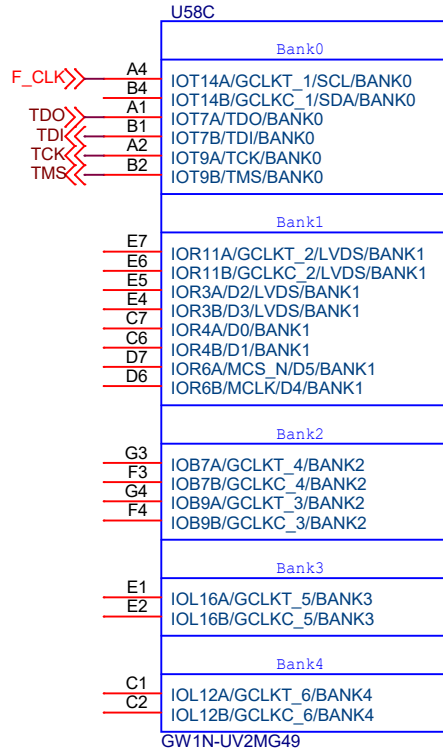 U58C
Bank0
F_CLK A4 IOT14A/GCLKT_1/SCL/BANK0
B4 IOT14B/GCLKC_1/SDA/BANK0
TDO A1 IOT7A/TDO/BANK0
TDI B1 IOT7B/TDI/BANK0
TCK A2 IOT9A/TCK/BANK0
TMS B2 IOT9B/TMS/BANK0
Bank1
E7 IOR11A/GCLKT_2/LVDS/BANK1
E6 IOR11B/GCLKC_2/LVDS/BANK1
E5 IOR3A/D2/LVDS/BANK1
E4 IOR3B/D3/LVDS/BANK1
C7 IOR4A/D0/BANK1
C6 IOR4B/D1/BANK1
D7 IOR6A/MCS_N/D5/BANK1
D6 IOR6B/MCLK/D4/BANK1
Bank2
G3 IOB7A/GCLKT_4/BANK2
F3 IOB7B/GCLKC_4/BANK2
G4 IOB9A/GCLKT_3/BANK2
F4 IOB9B/GCLKC_3/BANK2
Bank3
E1 IOL16A/GCLKT_5/BANK3
E2 IOL16B/GCLKC_5/BANK3
Bank4
C1 IOL12A/GCLKT_6/BANK4
C2 IOL12B/GCLKC_6/BANK4
GW1N-UV2MG49